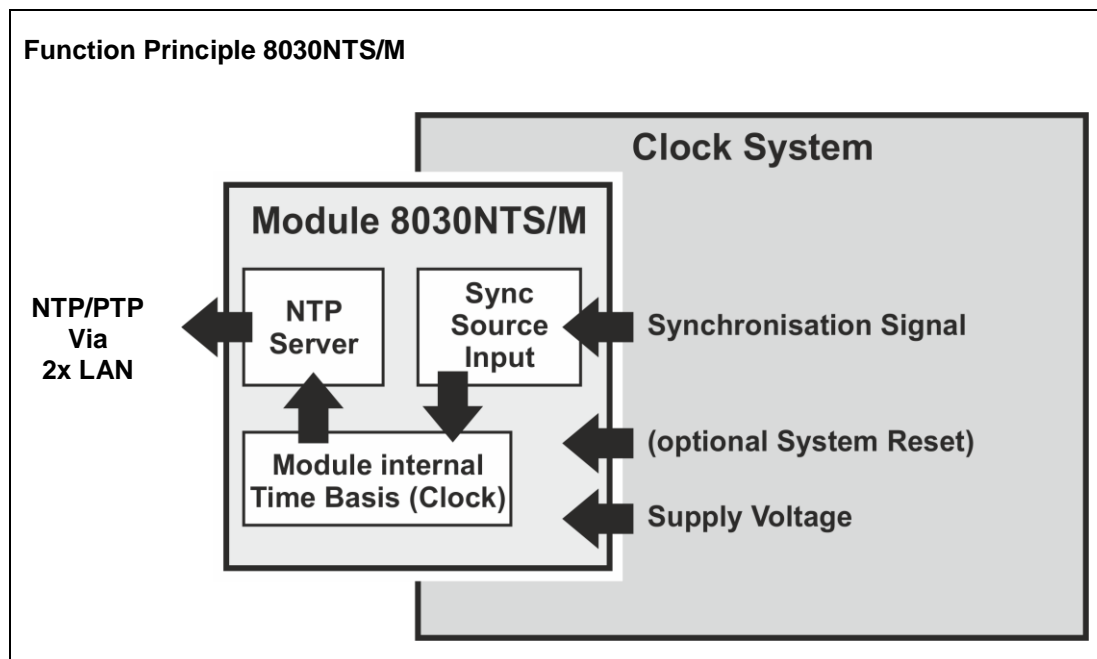 Function Principle 8030NTS/M
Clock System
Module 8030NTS/M
NTP/PTP
Via
2x LAN
NTP
Server
Sync
Source
Input
Synchronisation Signal
Module internal
Time Basis (Clock)
(optional System Reset)
Supply Voltage